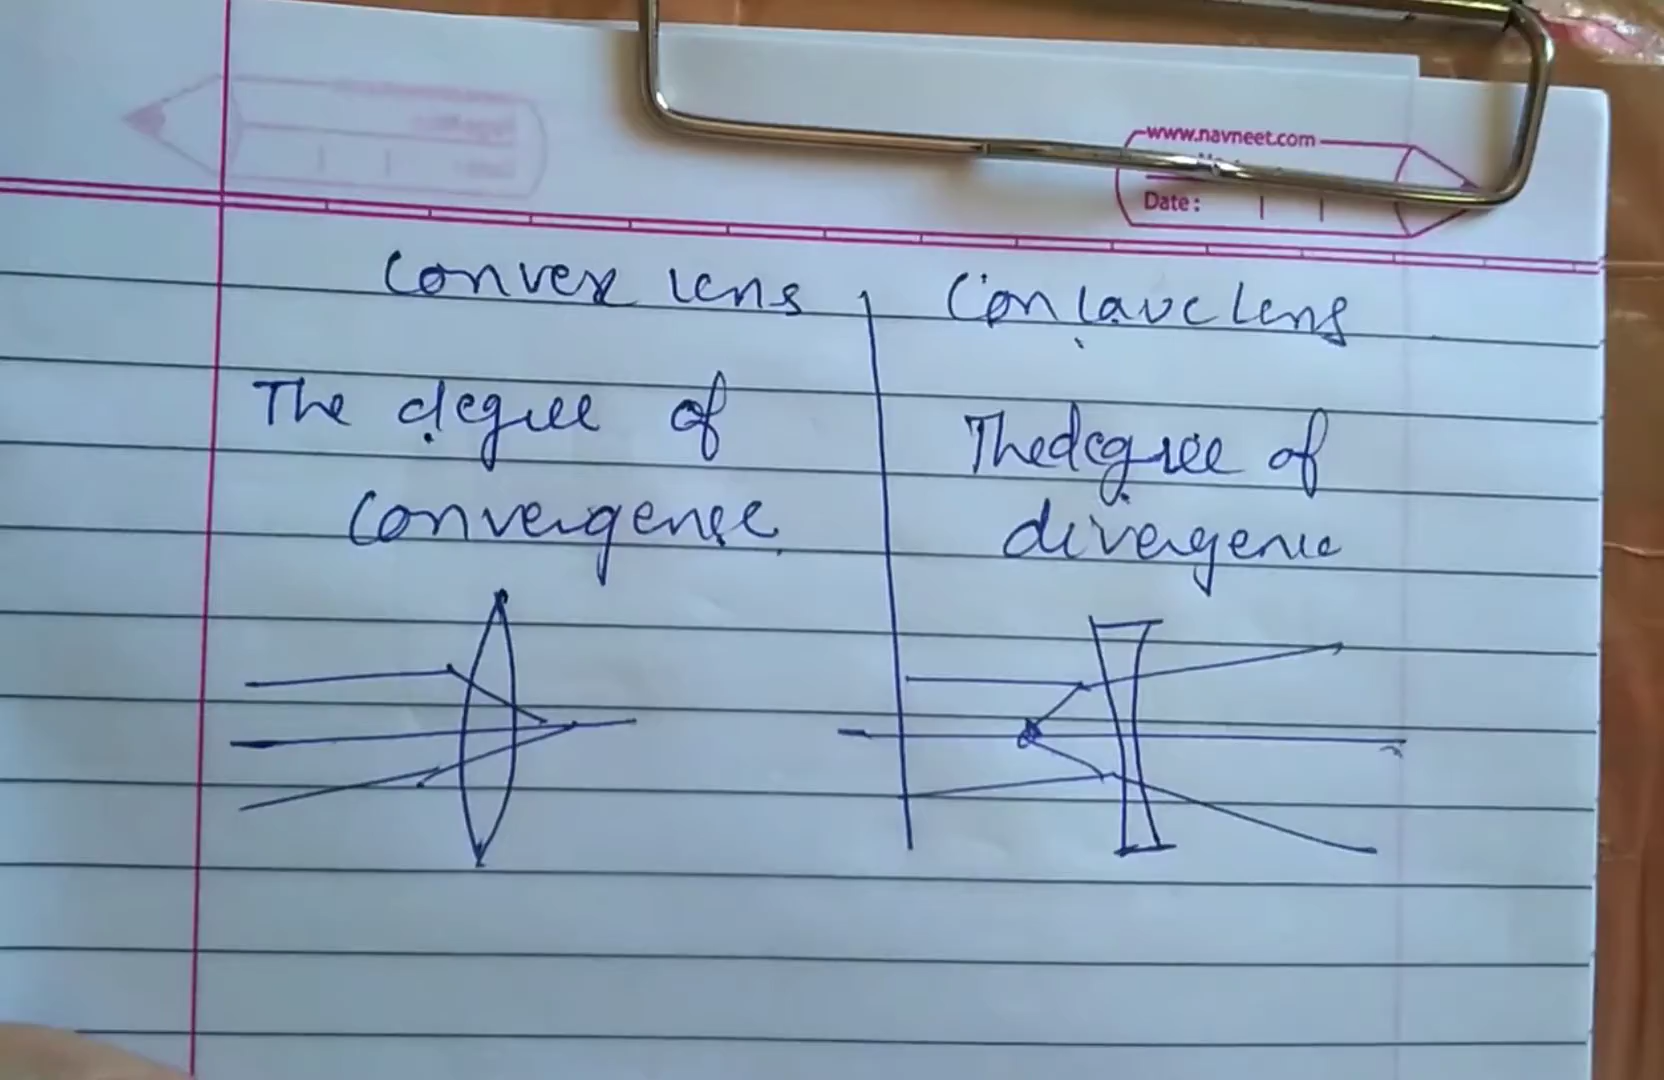 www.navneet.com
Date:
Convex lens
Concave lens
The degree of
convergence
The degree of
divergence